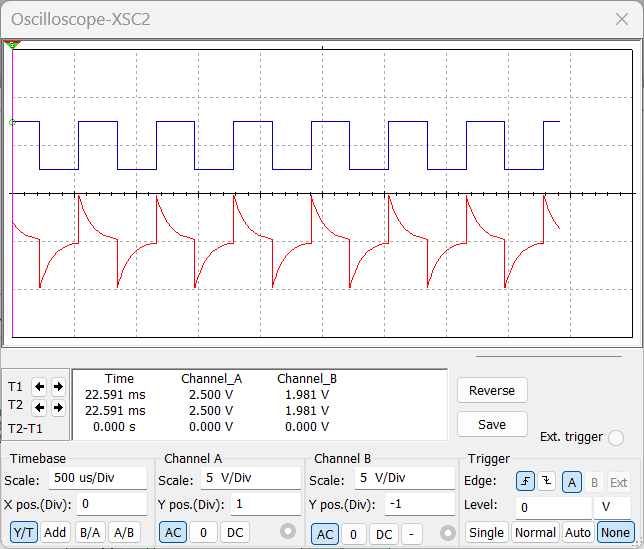 Oscilloscope-XSC2
Time Channel_A Channel_B
T1 22.591 ms 2.500 V 1.981 V
T2 22.591 ms 2.500 V 1.981 V
T2-T1 0.000 s 0.000 V 0.000 V
Reverse
Save
Ext. trigger
Timebase
Scale: 500 us/Div
X pos.(Div): 0
Y/T Add B/A A/B
Channel A
Scale: 5 V/Div
Y pos.(Div): 1
AC 0 DC
Channel B
Scale: 5 V/Div
Y pos.(Div): -1
AC 0 DC -
Trigger
Edge: A B Ext
Level: 0 V
Single Normal Auto None